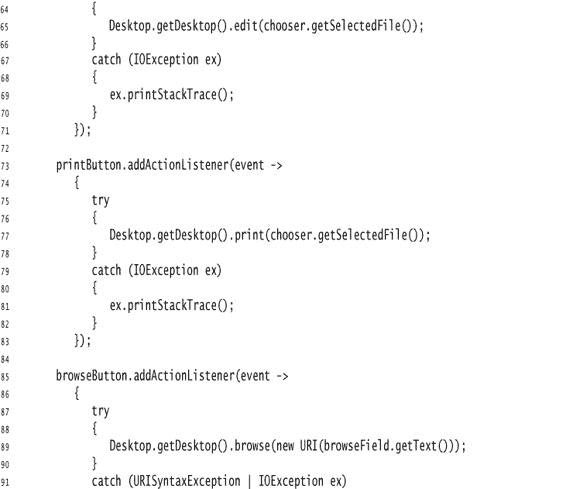 64 {
65 Desktop.getDesktop().edit(chooser.getSelectedFile());
66 }
67 catch (IOException ex)
68 {
69 ex.printStackTrace();
70 }
71 });
72
73 printButton.addActionListener(event ->
74 {
75 try
76 {
77 Desktop.getDesktop().print(chooser.getSelectedFile());
78 }
79 catch (IOException ex)
80 {
81 ex.printStackTrace();
82 }
83 });
84
85 browseButton.addActionListener(event ->
86 {
87 try
88 {
89 Desktop.getDesktop().browse(new URI(browseField.getText()));
90 }
91 catch (URISyntaxException | IOException ex)